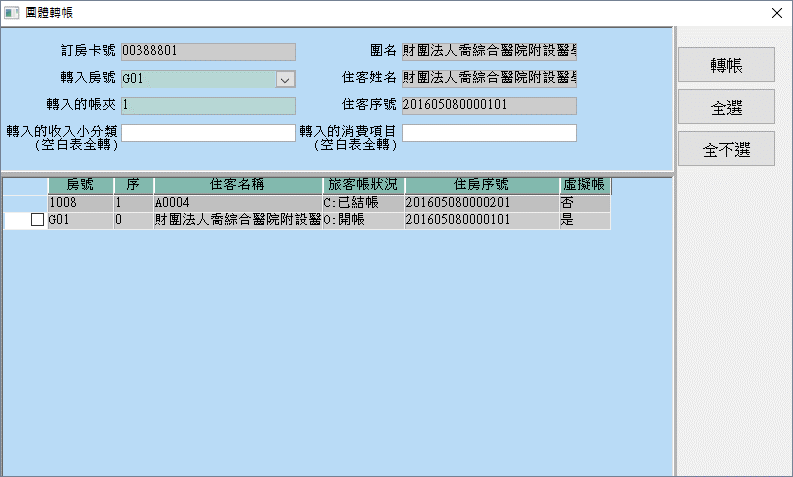 團體轉帳
訂房卡號 00388801 團名 財團法人喬綜合醫院附設醫
轉帳
轉入房號 G01 住客姓名 財團法人喬綜合醫院附設醫
全選
轉入的帳夾 1 住客序號 201605080000101
轉入的收入小分類 轉入的消費項目
(空白表全轉) (空白表全轉)
全不選
房號 序 住客名稱 旅客帳狀況 住房序號 虛擬帳
1008 1 A0004 C:已結帳 201605080000201 否
G01 0 財團法人喬綜合醫院附設醫 O:開帳 201605080000101 是